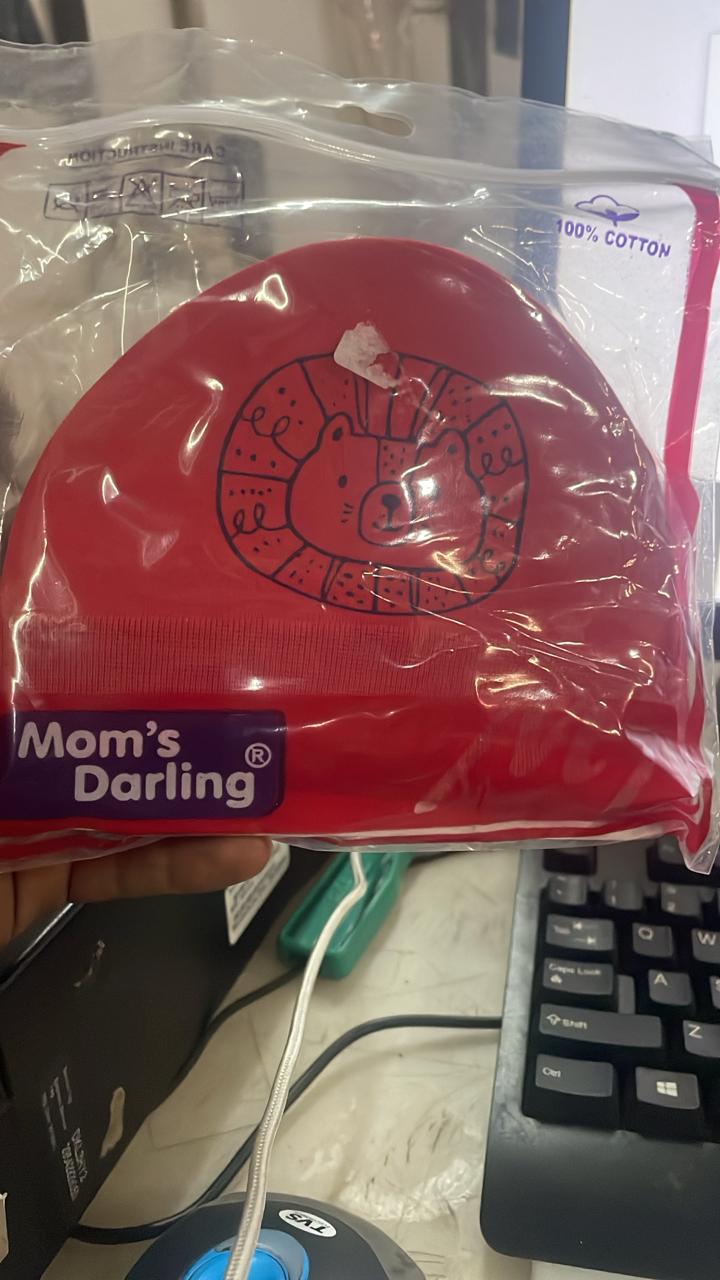 CARE INSTRUCTION
100% COTTON
Mom's
Darling®
Tab
Q
W
Caps Lock
A
Shift
Z
Ctrl
TVS